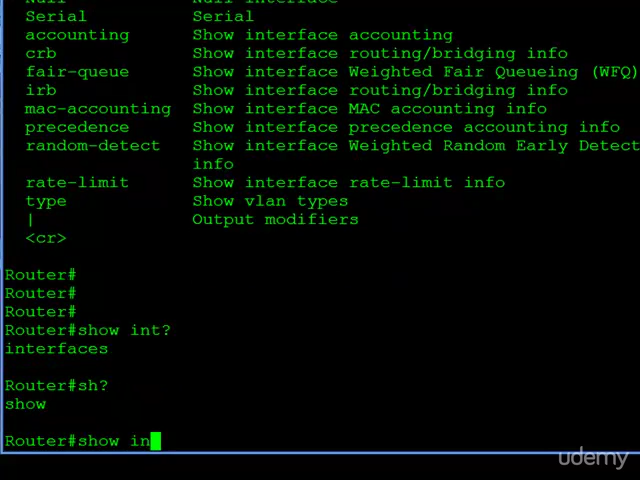 Null                Null interface
Serial              Serial
accounting          Show interface accounting
crb                 Show interface routing/bridging info
fair-queue          Show interface Weighted Fair Queueing (WFQ)
irb                 Show interface routing/bridging info
mac-accounting      Show interface MAC accounting info
precedence          Show interface precedence accounting info
random-detect       Show interface Weighted Random Early Detect
info
rate-limit          Show interface rate-limit info
type                Show vlan types
|                   Output modifiers
<cr>
Router#
Router#
Router#
Router#show int?
interfaces
Router#sh?
show
Router#show in
udemy